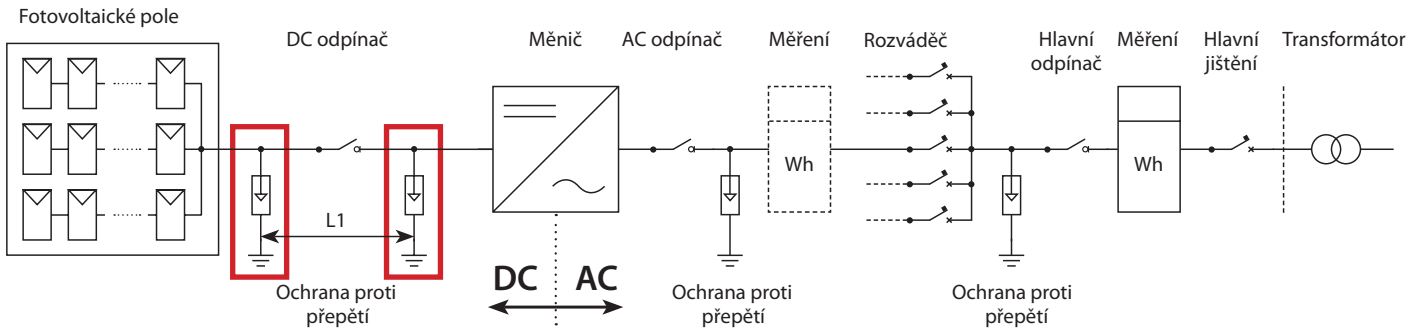 Fotovoltaické pole
DC odpínač
Měnič
AC odpínač
Měření
Rozváděč
Hlavní
odpínač
Měření
Hlavní
jištění
Transformátor
Wh
Wh
L1
DC
AC
Ochrana proti
přepětí
Ochrana proti
přepětí
Ochrana proti
přepětí